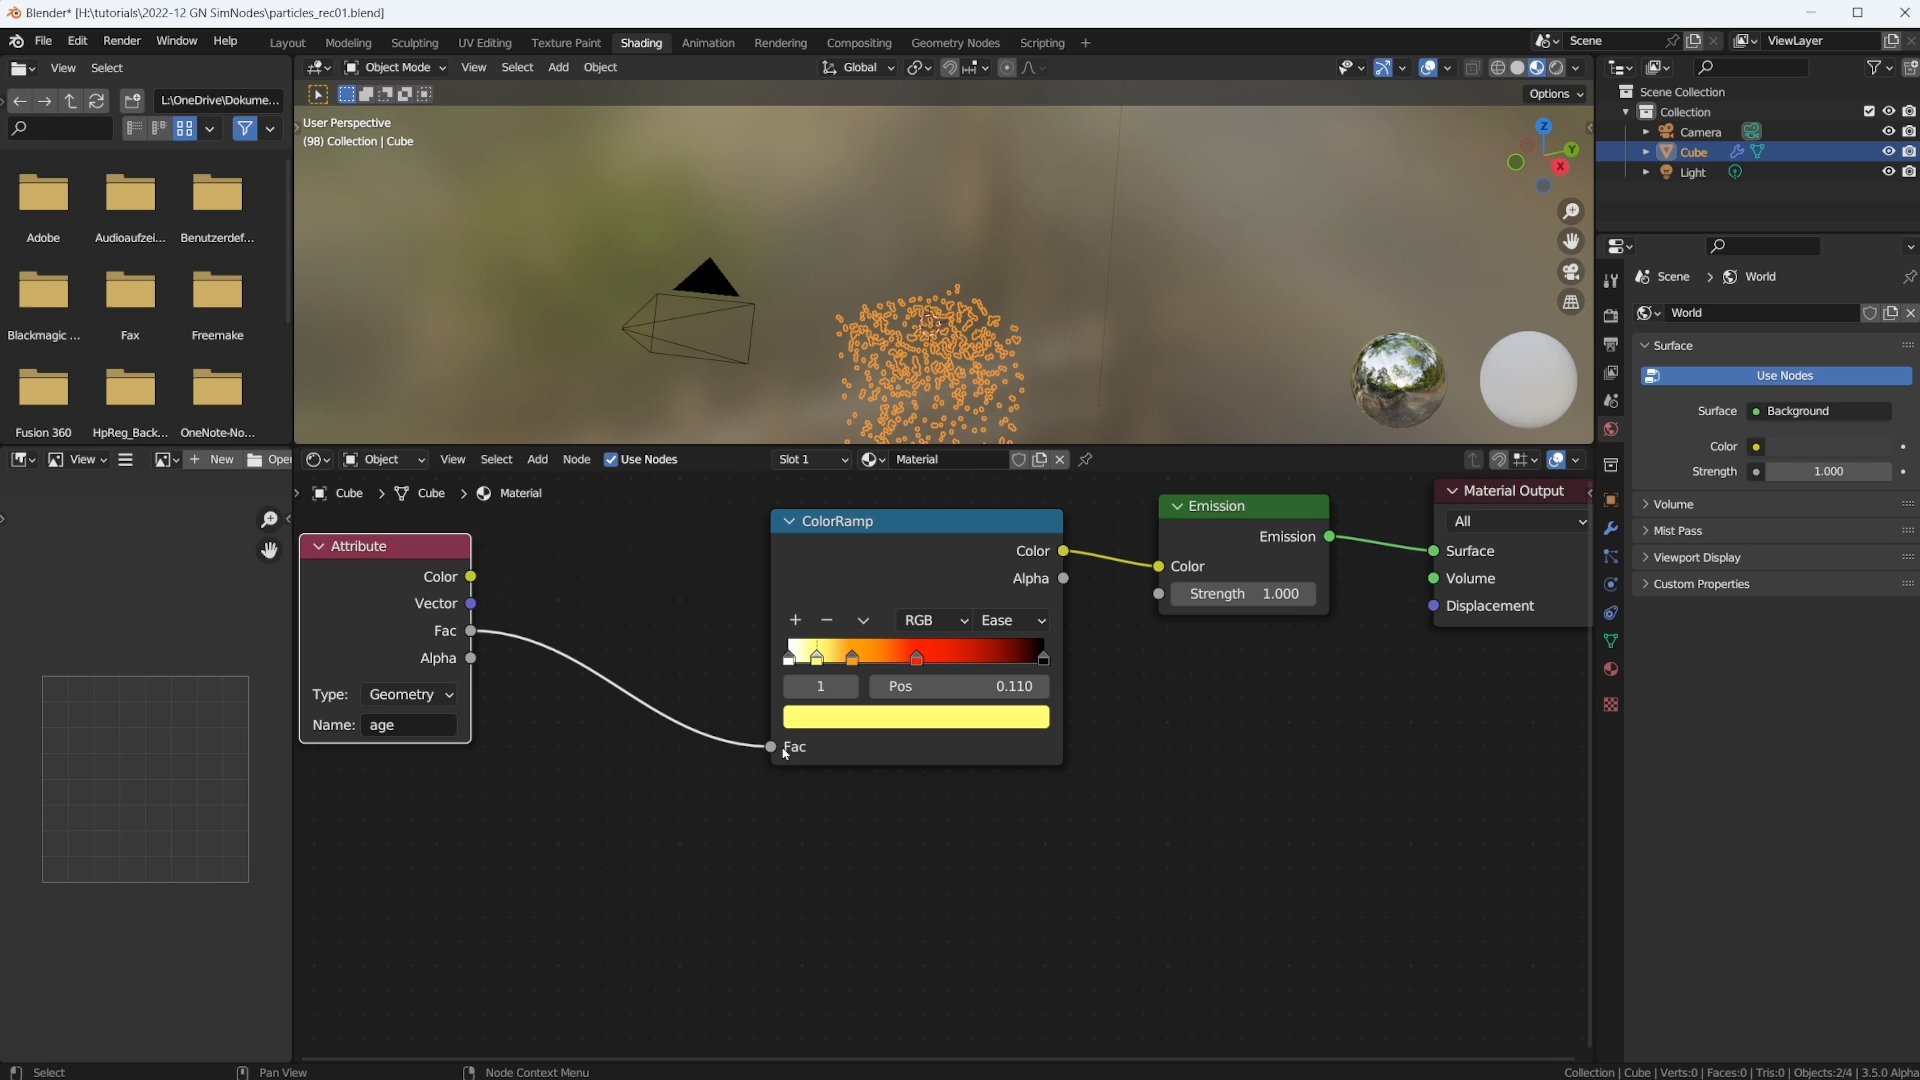 Blender* [H:\tutorials\2022-12 GN SimNodes\particles_rec01.blend]
File Edit Render Window Help Layout Modeling Sculpting UV Editing Texture Paint Shading Animation Rendering Compositing Geometry Nodes Scripting + Scene ViewLayer
View Select
Object Mode View Select Add Object Global
L:\OneDrive\Dokume...
Options
User Perspective
(98) Collection | Cube
Z
Y
X
Adobe Audioaufzei... Benutzerdef...
Blackmagic ... Fax Freemake
Fusion 360 HpReg_Back... OneNote-No...
Scene Collection
Collection
Camera
Cube
Light
Scene > World
World
Surface
Use Nodes
Surface Background
Color
Strength 1.000
Volume
Mist Pass
Viewport Display
Custom Properties
View + New Open
Object View Select Add Node Use Nodes Slot 1 Material
Cube > Cube > Material
Attribute
Color
Vector
Fac
Alpha
Type: Geometry
Name: age
ColorRamp
Color
Alpha
+ − RGB Ease
1 Pos 0.110
Fac
Emission
Emission
Color
Strength 1.000
Material Output
All
Surface
Volume
Displacement
Select Pan View Node Context Menu
Collection | Cube | Verts:0 | Faces:0 | Tris:0 | Objects:2/4 | 3.5.0 Alpha